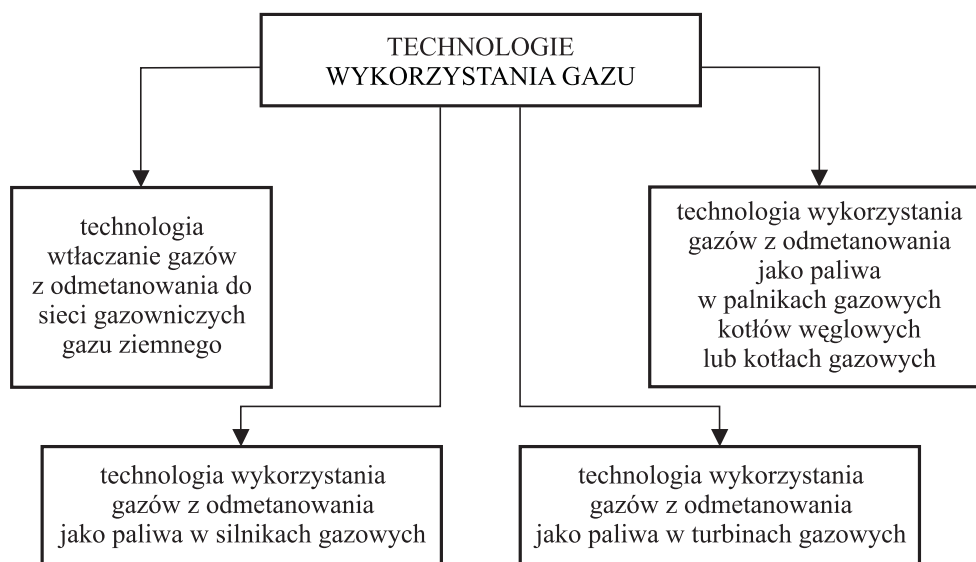 TECHNOLOGIE
WYKORZYSTANIA GAZU
technologia
wtłaczanie gazów
z odmetanowania do
sieci gazowniczych
gazu ziemnego
technologia wykorzystania
gazów z odmetanowania
jako paliwa
w palnikach gazowych
kotłów węglowych
lub kotłach gazowych
technologia wykorzystania
gazów z odmetanowania
jako paliwa w silnikach gazowych
technologia wykorzystania
gazów z odmetanowania
jako paliwa w turbinach gazowych